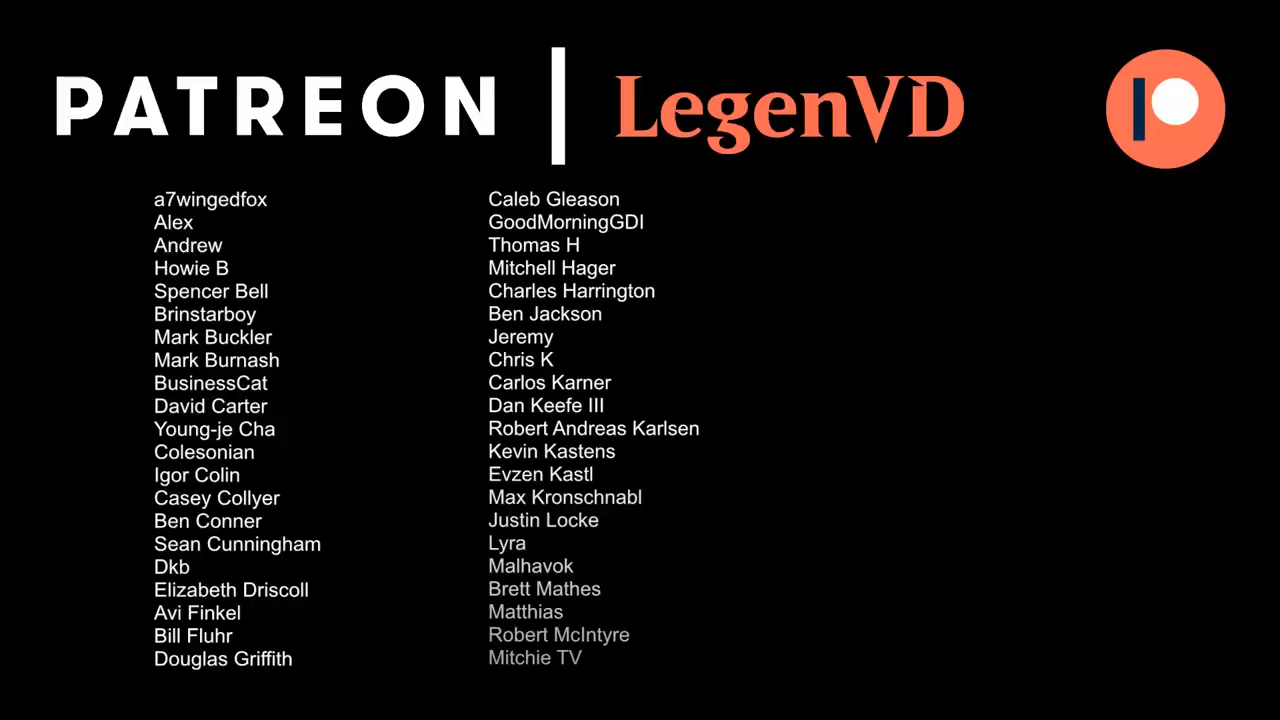 PATREON | LegenVD
a7wingedfox
Alex
Andrew
Howie B
Spencer Bell
Brinstarboy
Mark Buckler
Mark Burnash
BusinessCat
David Carter
Young-je Cha
Colesonian
Igor Colin
Casey Collyer
Ben Conner
Sean Cunningham
Dkb
Elizabeth Driscoll
Avi Finkel
Bill Fluhr
Douglas Griffith
Caleb Gleason
GoodMorningGDI
Thomas H
Mitchell Hager
Charles Harrington
Ben Jackson
Jeremy
Chris K
Carlos Karner
Dan Keefe III
Robert Andreas Karlsen
Kevin Kastens
Evzen Kastl
Max Kronschnabl
Justin Locke
Lyra
Malhavok
Brett Mathes
Matthias
Robert McIntyre
Mitchie TV